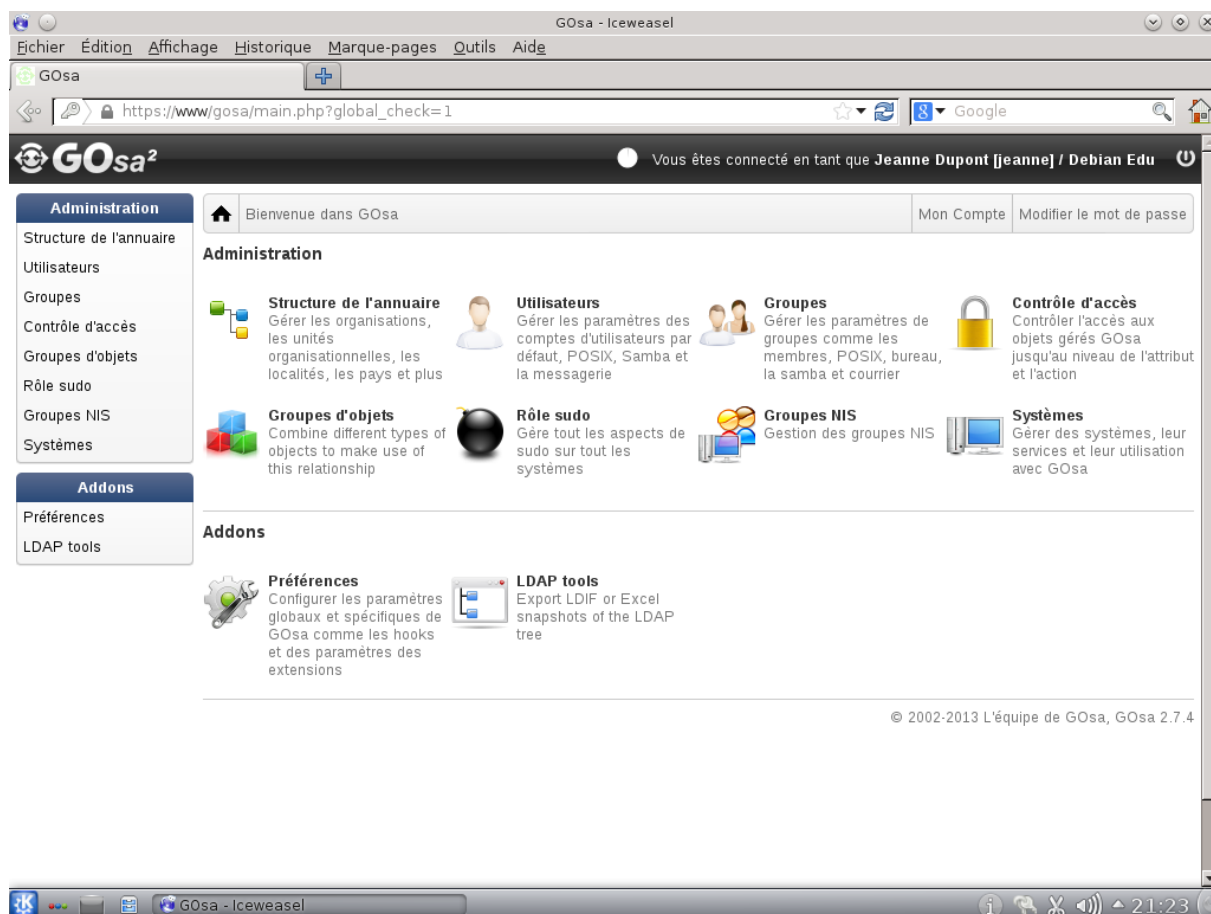 GOsa - Iceweasel
Fichier Édition Affichage Historique Marque-pages Outils Aide
GOsa
https://www/gosa/main.php?global_check=1
Google
GOsa²
Vous êtes connecté en tant que Jeanne Dupont [jeanne] / Debian Edu
Administration
Structure de l'annuaire
Utilisateurs
Groupes
Contrôle d'accès
Groupes d'objets
Rôle sudo
Groupes NIS
Systèmes
Addons
Préférences
LDAP tools
Bienvenue dans GOsa
Mon Compte
Modifier le mot de passe
Administration
Structure de l'annuaire
Gérer les organisations,
les unités
organisationnelles, les
localités, les pays et plus
Utilisateurs
Gérer les paramètres des
comptes d'utilisateurs par
défaut, POSIX, Samba et
la messagerie
Groupes
Gérer les paramètres de
groupes comme les
membres, POSIX, bureau,
la samba et courrier
Contrôle d'accès
Contrôler l'accès aux
objets gérés GOsa
jusqu'au niveau de l'attribut
et l'action
Groupes d'objets
Combine different types of
objects to make use of
this relationship
Rôle sudo
Gère tout les aspects de
sudo sur tout les
systèmes
Groupes NIS
Gestion des groupes NIS
Systèmes
Gérer des systèmes, leur
services et leur utilisation
avec GOsa
Addons
Préférences
Configurer les paramètres
globaux et spécifiques de
GOsa comme les hooks
et des paramètres des
extensions
LDAP tools
Export LDIF or Excel
snapshots of the LDAP
tree
© 2002-2013 L'équipe de GOsa, GOsa 2.7.4
GOsa - Iceweasel
21:23